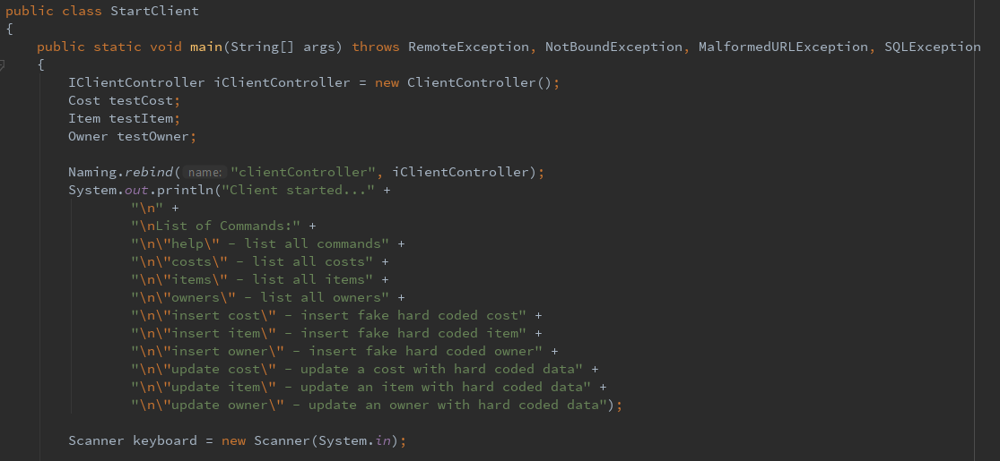 public class StartClient
{
public static void main(String[] args) throws RemoteException, NotBoundException, MalformedURLException, SQLException
{
IClientController iClientController = new ClientController();
Cost testCost;
Item testItem;
Owner testOwner;
Naming.rebind( name: "clientController", iClientController);
System.out.println("Client started..." +
"\n" +
"\nList of Commands:" +
"\n\"help\" - list all commands" +
"\n\"costs\" - list all costs" +
"\n\"items\" - list all items" +
"\n\"owners\" - list all owners" +
"\n\"insert cost\" - insert fake hard coded cost" +
"\n\"insert item\" - insert fake hard coded item" +
"\n\"insert owner\" - insert fake hard coded owner" +
"\n\"update cost\" - update a cost with hard coded data" +
"\n\"update item\" - update an item with hard coded data" +
"\n\"update owner\" - update an owner with hard coded data");
Scanner keyboard = new Scanner(System.in);